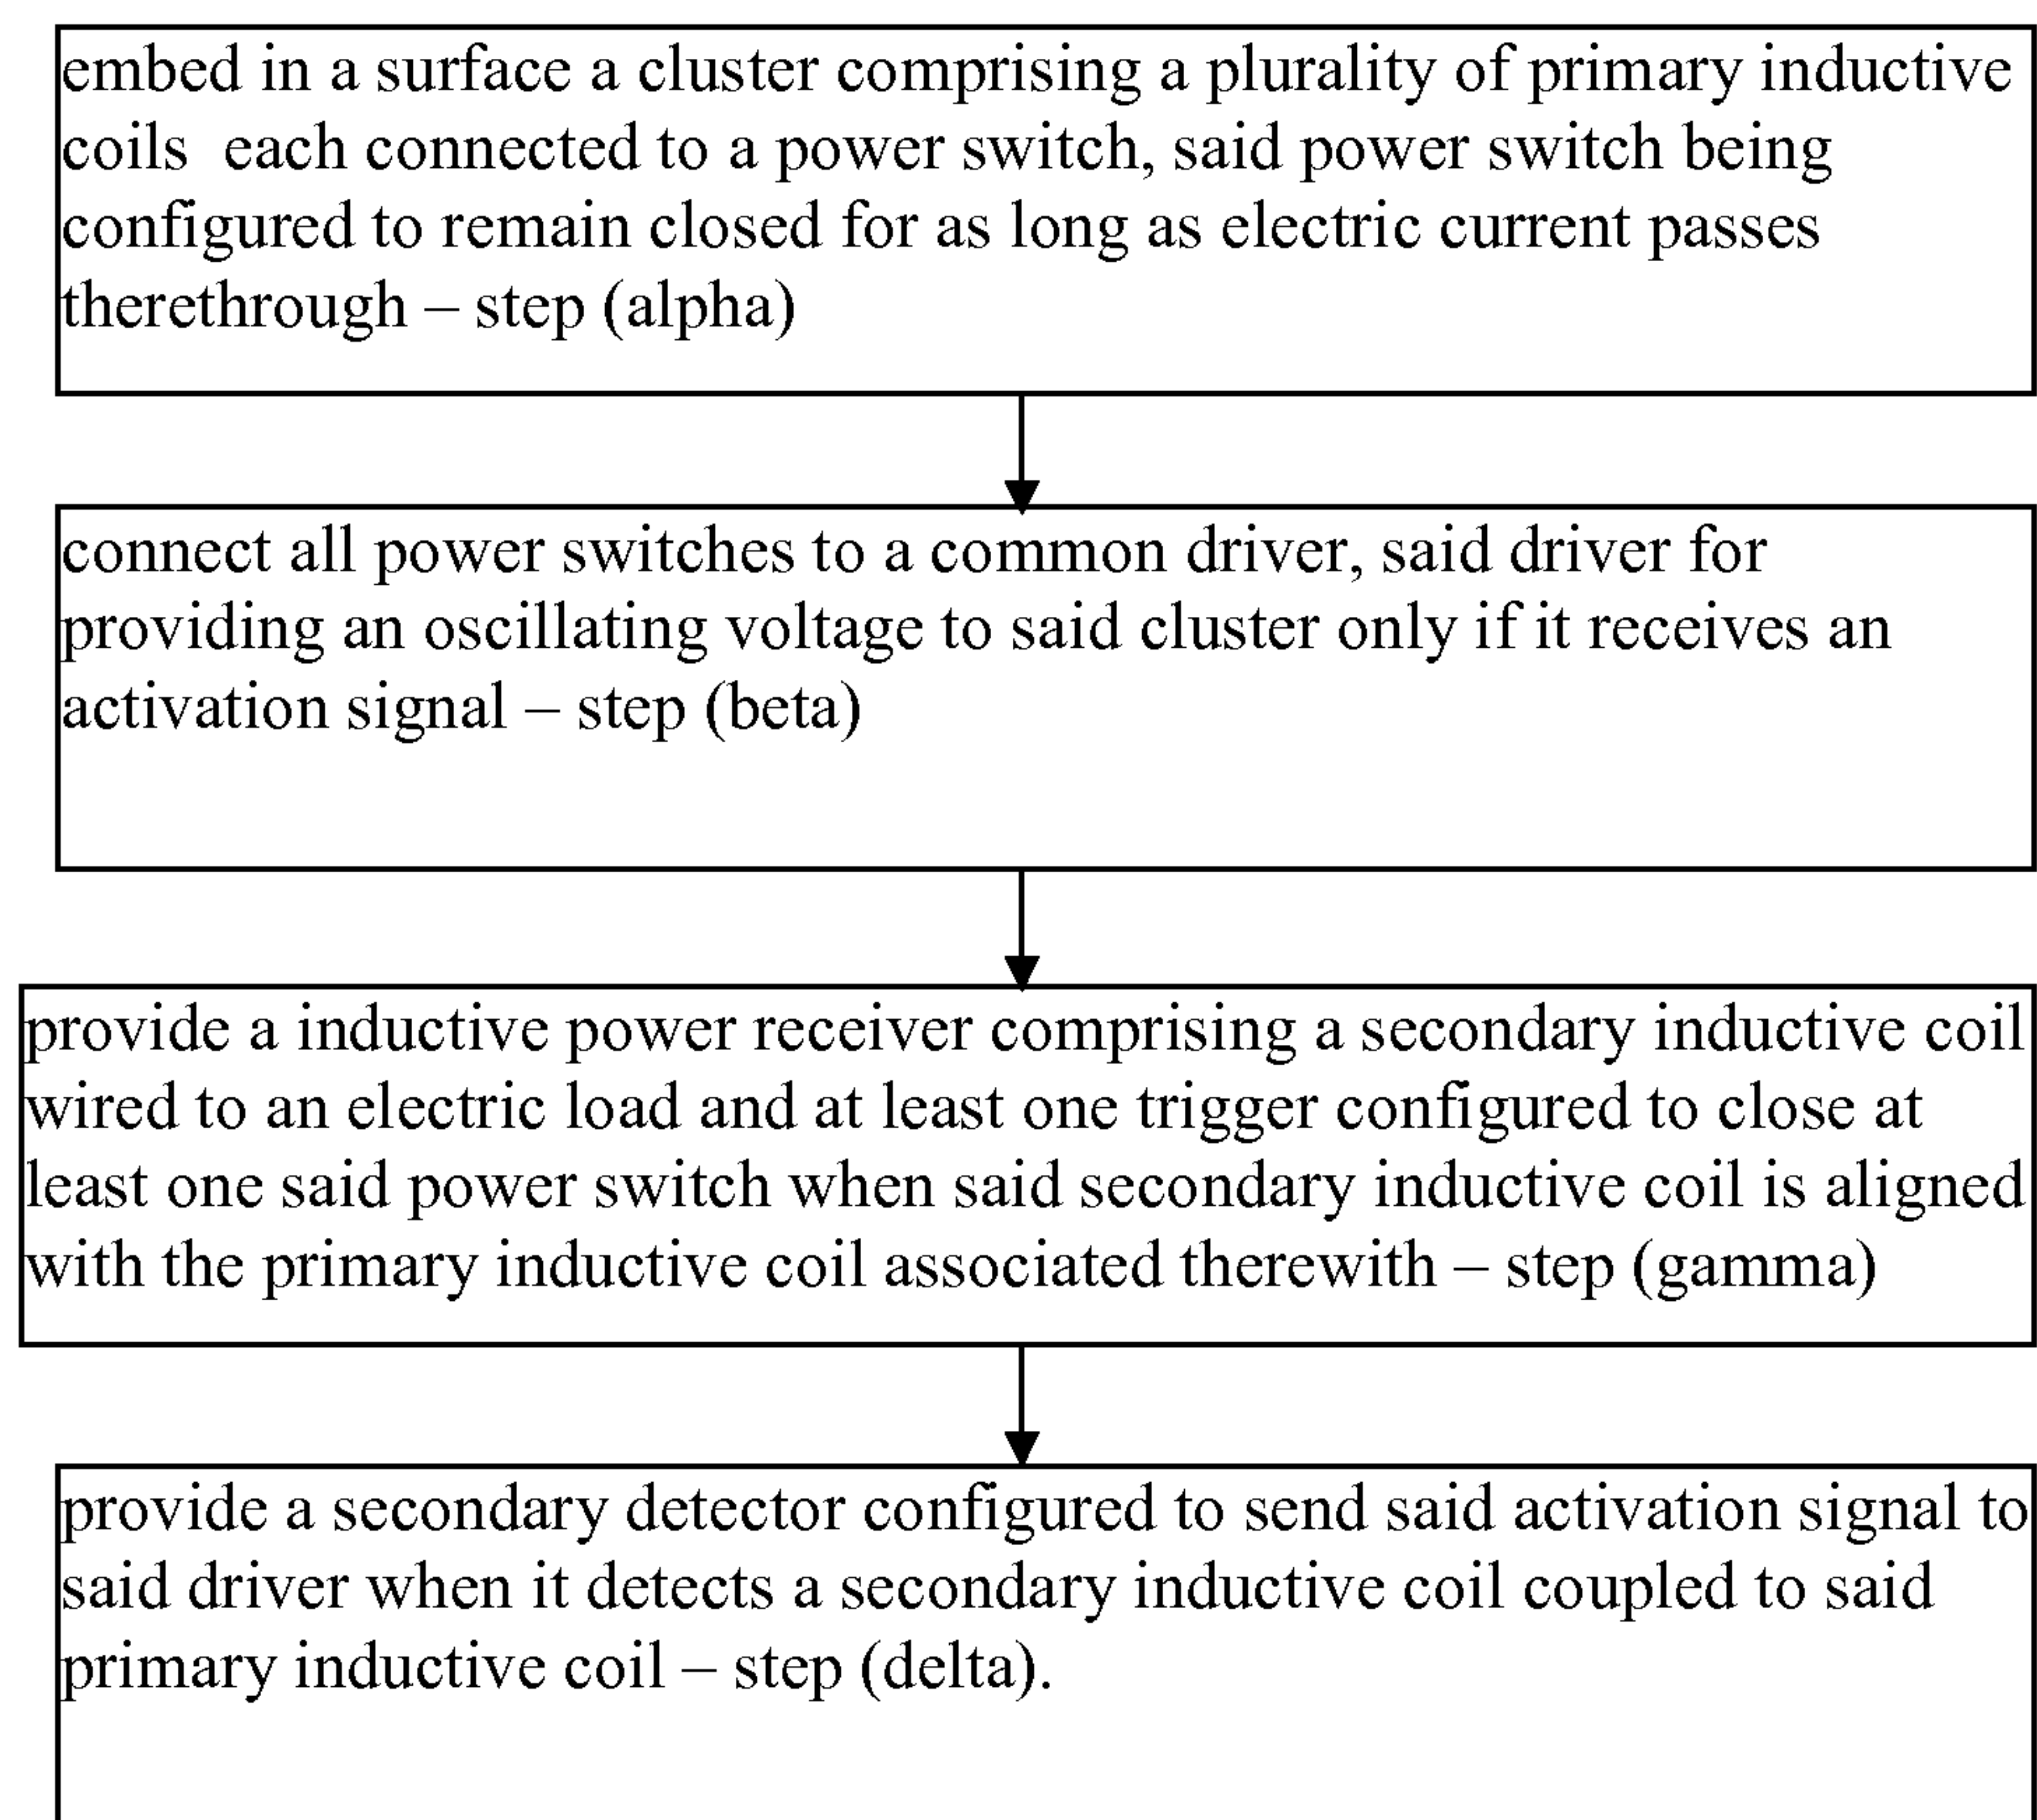 embed in a surface a cluster comprising a plurality of primary inductive
coils  each connected to a power switch, said power switch being
configured to remain closed for as long as electric current passes
therethrough – step (alpha)
connect all power switches to a common driver, said driver for
providing an oscillating voltage to said cluster only if it receives an
activation signal – step (beta)
provide a inductive power receiver comprising a secondary inductive coil
wired to an electric load and at least one trigger configured to close at
least one said power switch when said secondary inductive coil is aligned
with the primary inductive coil associated therewith – step (gamma)
provide a secondary detector configured to send said activation signal to
said driver when it detects a secondary inductive coil coupled to said
primary inductive coil – step (delta).